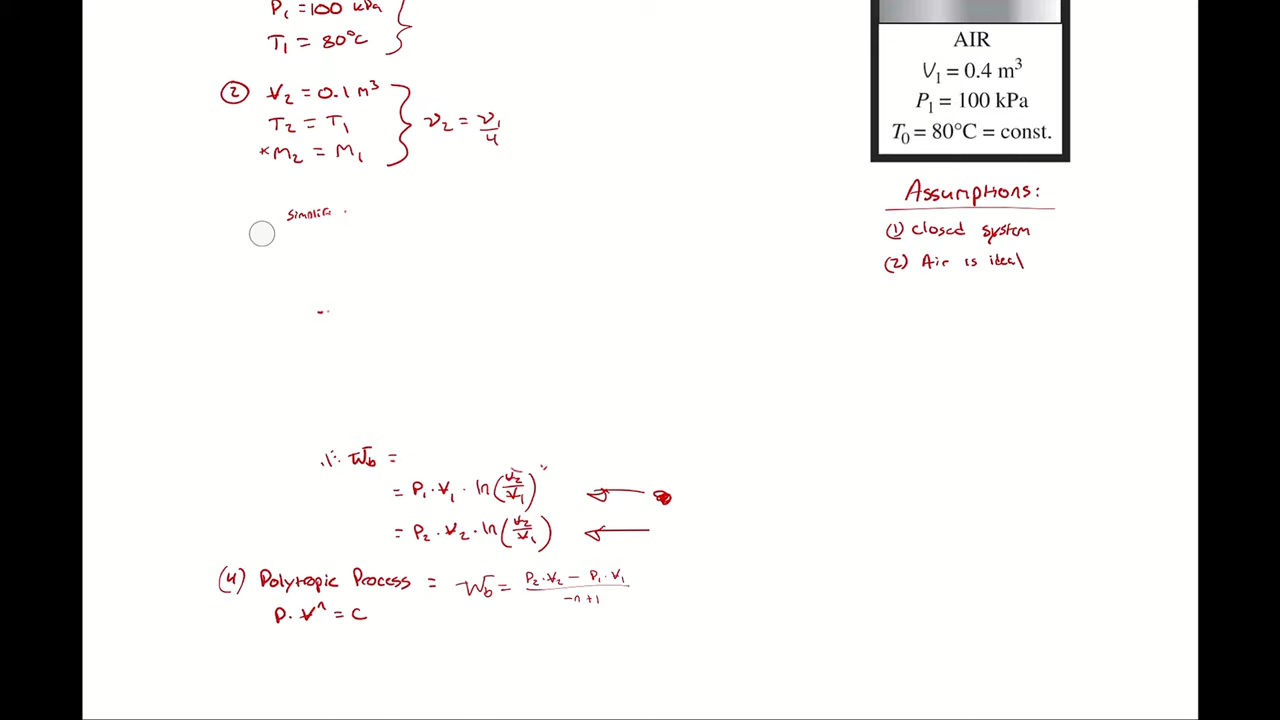 P₁ = 100 kPa
T₁ = 80°C
② V₂ = 0.1 m³
T₂ = T₁
*M₂ = M₁
v₂ = v₁/4
AIR
V₁ = 0.4 m³
P₁ = 100 kPa
T₀ = 80°C = const.
Assumptions:
(1) closed system
(2) Air is ideal
W_b =
= P₁·V₁·ln(V₂/V₁)
= P₂·V₂·ln(V₂/V₁)
(4) Polytropic Process = W_b = (P₂·V₂ − P₁·V₁)/(−n+1)
P·Vⁿ = C